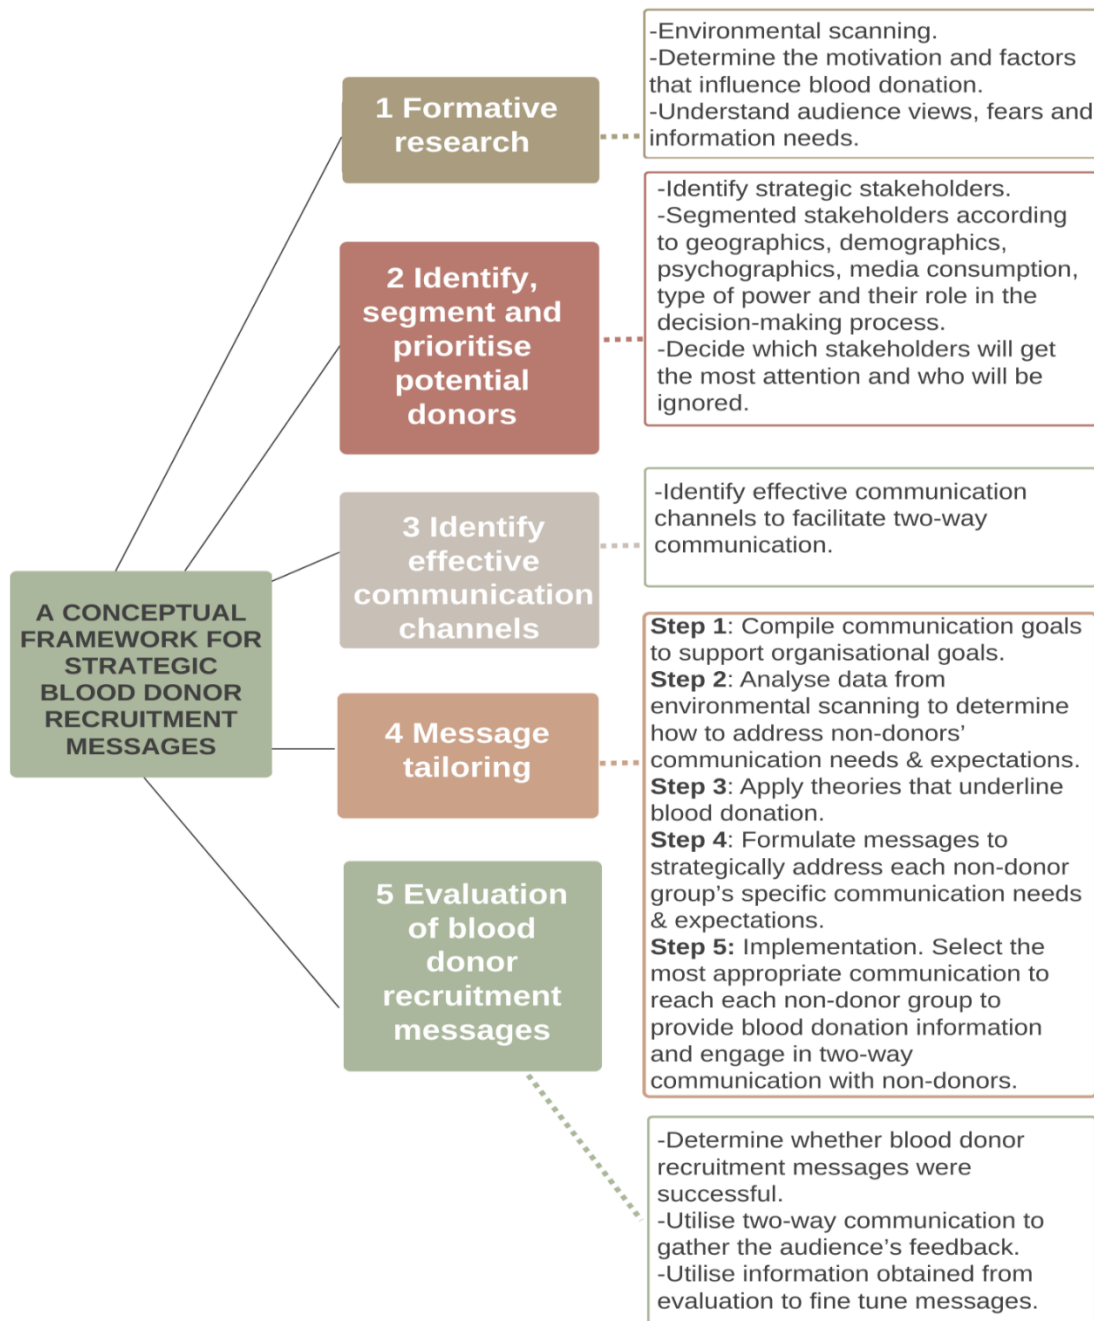 A CONCEPTUAL
FRAMEWORK FOR
STRATEGIC
BLOOD DONOR
RECRUITMENT
MESSAGES
1 Formative
research
-Environmental scanning.
-Determine the motivation and factors
that influence blood donation.
-Understand audience views, fears and
information needs.
2 Identify,
segment and
prioritise
potential
donors
-Identify strategic stakeholders.
-Segmented stakeholders according
to geographics, demographics,
psychographics, media consumption,
type of power and their role in the
decision-making process.
-Decide which stakeholders will get
the most attention and who will be
ignored.
3 Identify
effective
communication
channels
-Identify effective communication
channels to facilitate two-way
communication.
4 Message
tailoring
Step 1: Compile communication goals
to support organisational goals.
Step 2: Analyse data from
environmental scanning to determine
how to address non-donors’
communication needs & expectations.
Step 3: Apply theories that underline
blood donation.
Step 4: Formulate messages to
strategically address each non-donor
group’s specific communication needs
& expectations.
Step 5: Implementation. Select the
most appropriate communication to
reach each non-donor group to
provide blood donation information
and engage in two-way
communication with non-donors.
5 Evaluation
of blood
donor
recruitment
messages
-Determine whether blood donor
recruitment messages were
successful.
-Utilise two-way communication to
gather the audience’s feedback.
-Utilise information obtained from
evaluation to fine tune messages.